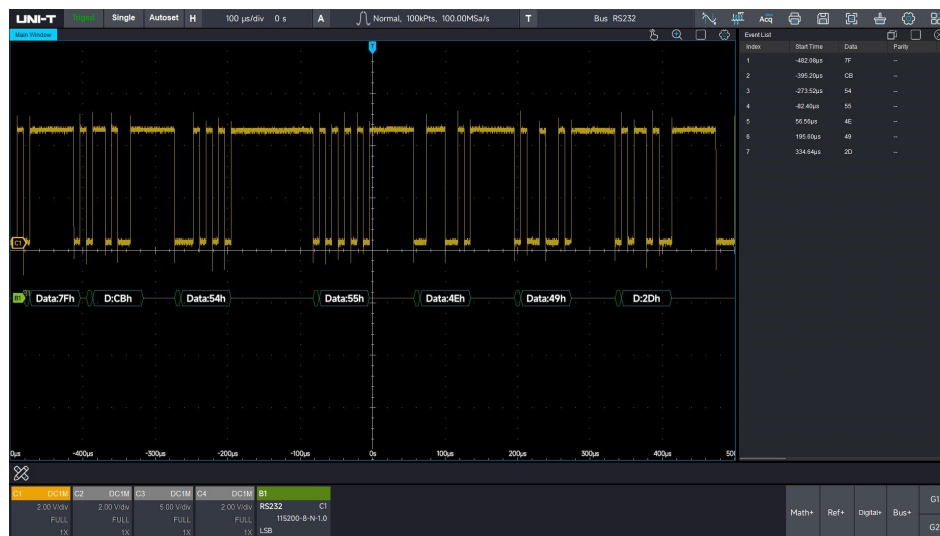 UNI-T Triged Single Autoset H 100 μs/div 0 s A Normal, 100kPts, 100.00MSa/s T Bus RS232 Acq
Main Window
T
Event List
Index Start Time Data Parity
1 -482.08μs 7F --
2 -395.20μs CB --
3 -273.52μs 54 --
4 -82.40μs 55 --
5 56.56μs 4E --
6 195.60μs 49 --
7 334.64μs 2D --
C1
B1 Data:7Fh D:CBh Data:54h Data:55h Data:4Eh Data:49h D:2Dh
0μs -400μs -300μs -200μs -100μs 0s 100μs 200μs 300μs 400μs 50
C1 DC1M C2 DC1M C3 DC1M C4 DC1M B1
2.00 V/div 2.00 V/div 5.00 V/div 2.00 V/div RS232 C1
FULL FULL FULL FULL 115200-8-N-1.0
1X 1X 1X 1X LSB
Math+ Ref+ Digital+ Bus+ G1
G2